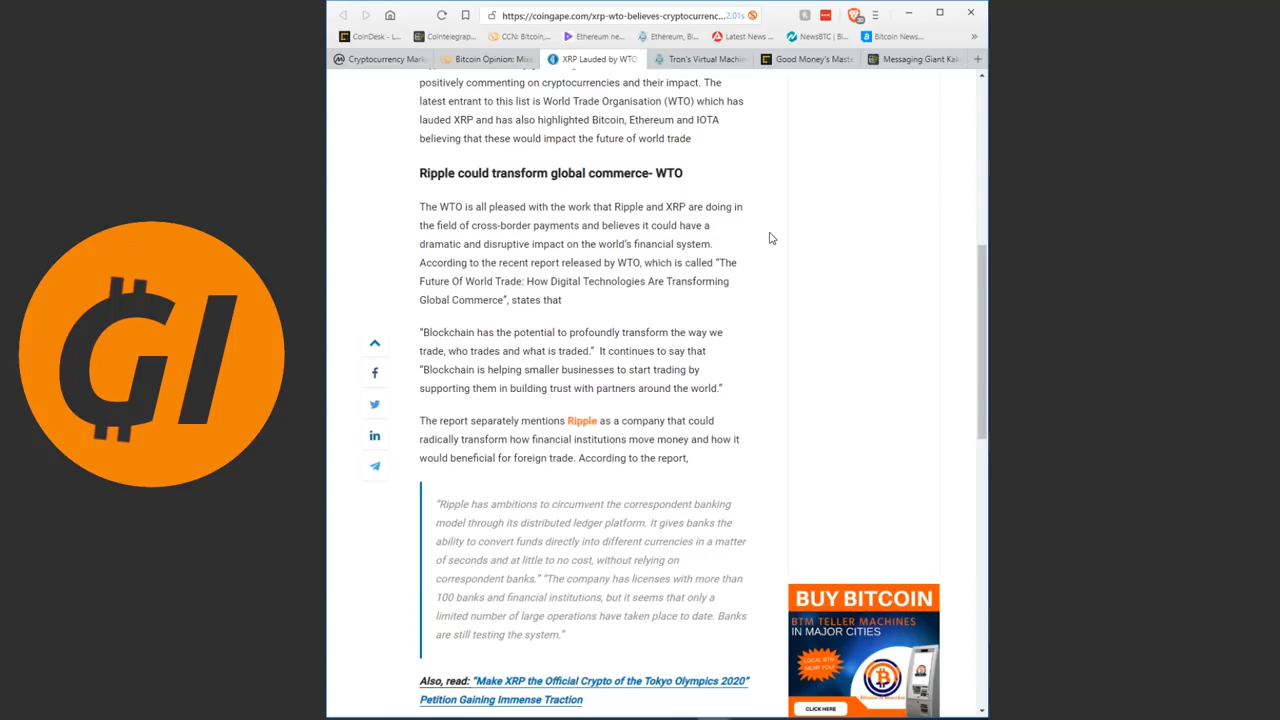 https://coingape.com/xrp-wto-believes-cryptocurrenc... 2.01s
CoinDesk - L... Cointelegrap... CCN: Bitcoin,... Ethereum ne... Ethereum, Bi... Latest News ... NewsBTC | Bi... Bitcoin News...
Cryptocurrency Mark Bitcoin Opinion: Mix XRP Lauded by WTO Tron's Virtual Machi Good Money's Maste Messaging Giant Kak
positively commenting on cryptocurrencies and their impact. The
latest entrant to this list is World Trade Organisation (WTO) which has
lauded XRP and has also highlighted Bitcoin, Ethereum and IOTA
believing that these would impact the future of world trade
Ripple could transform global commerce- WTO
The WTO is all pleased with the work that Ripple and XRP are doing in
the field of cross-border payments and believes it could have a
dramatic and disruptive impact on the world's financial system.
According to the recent report released by WTO, which is called “The
Future Of World Trade: How Digital Technologies Are Transforming
Global Commerce”, states that
“Blockchain has the potential to profoundly transform the way we
trade, who trades and what is traded.” It continues to say that
“Blockchain is helping smaller businesses to start trading by
supporting them in building trust with partners around the world.”
The report separately mentions Ripple as a company that could
radically transform how financial institutions move money and how it
would beneficial for foreign trade. According to the report,
“Ripple has ambitions to circumvent the correspondent banking
model through its distributed ledger platform. It gives banks the
ability to convert funds directly into different currencies in a matter
of seconds and at little to no cost, without relying on
correspondent banks.” “The company has licenses with more than
100 banks and financial institutions, but it seems that only a
limited number of large operations have taken place to date. Banks
are still testing the system.”
Also, read: “Make XRP the Official Crypto of the Tokyo Olympics 2020”
Petition Gaining Immense Traction
GI
BUY BITCOIN
BTM TELLER MACHINES
IN MAJOR CITIES
LOCAL BTM
NEAR YOU!
CLICK HERE